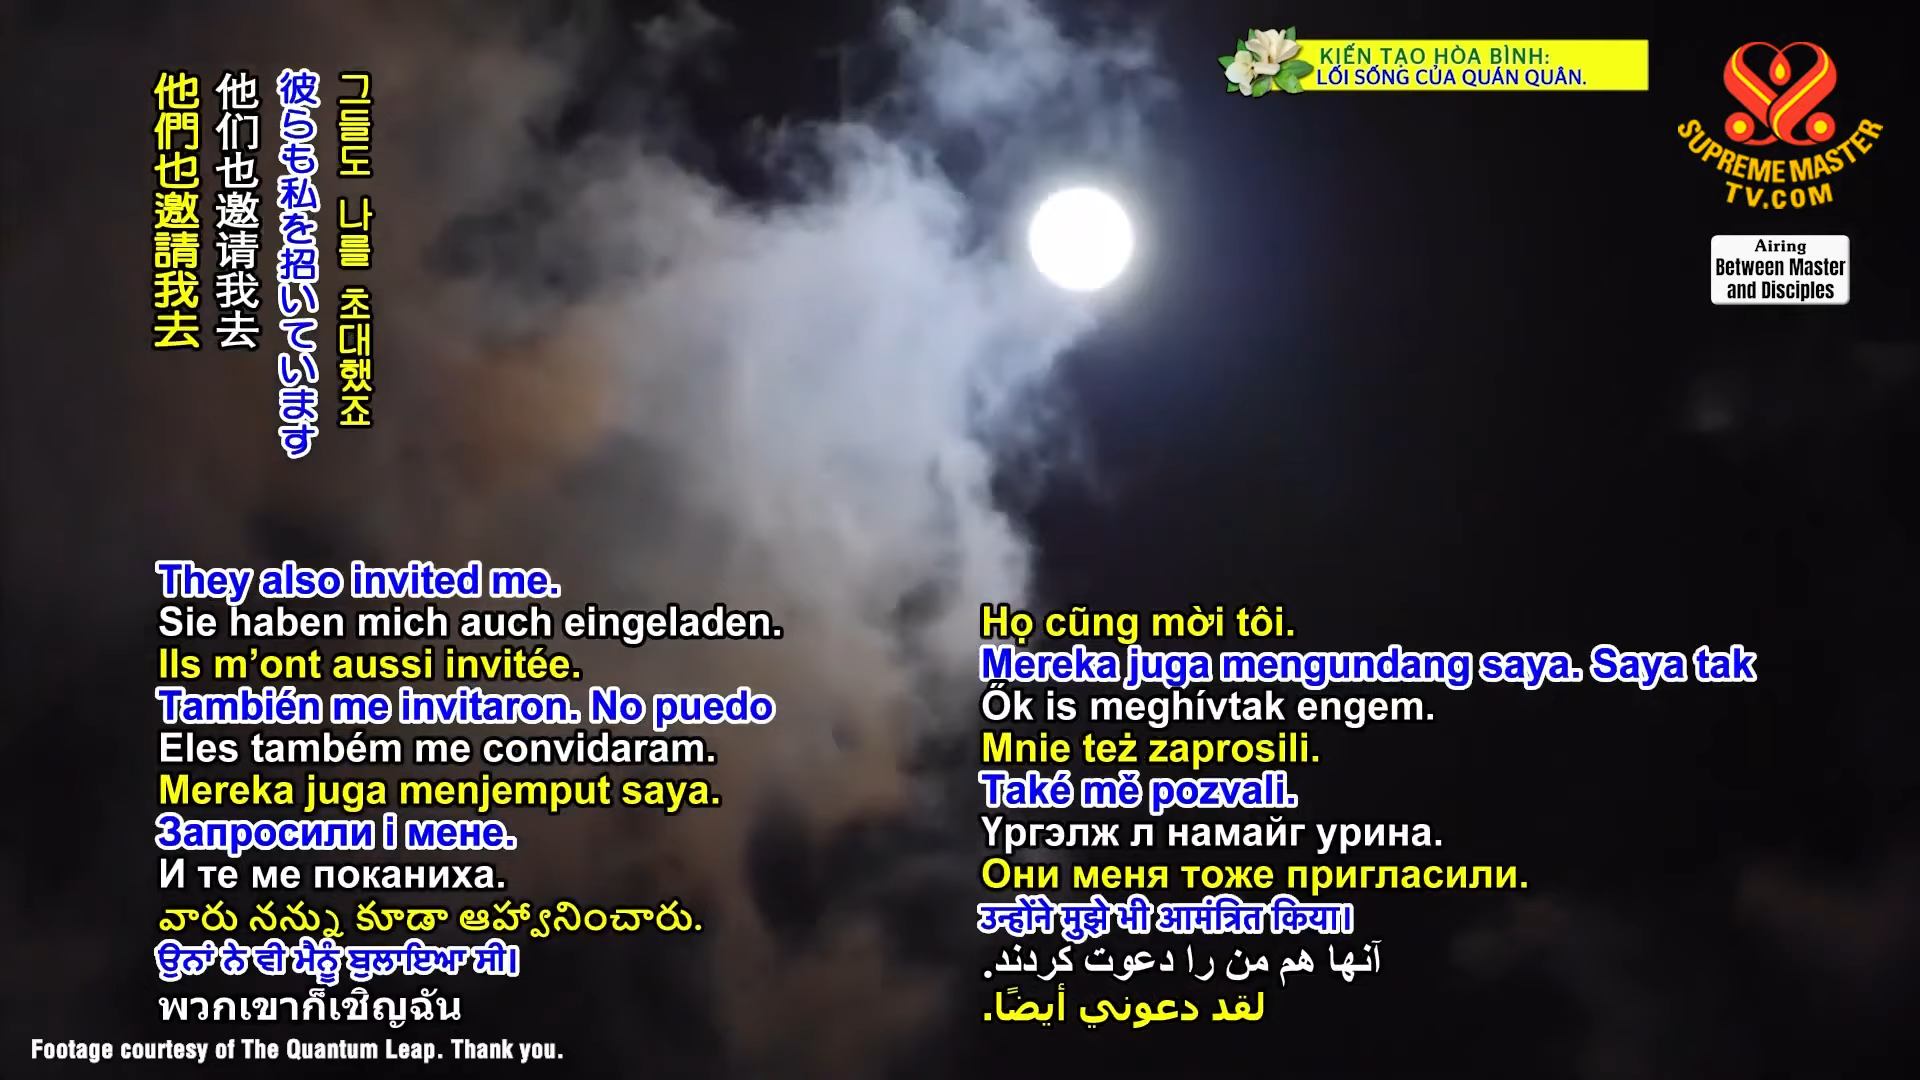 KIẾN TẠO HÒA BÌNH:
LỐI SỐNG CỦA QUÁN QUÂN.
SUPREME MASTER
TV.COM
Airing
Between Master
and Disciples
他們也邀請我去
他们也邀请我去
彼らも私を招いています
그들도 나를 초대했죠
They also invited me.
Sie haben mich auch eingeladen.
Ils m’ont aussi invitée.
También me invitaron. No puedo
Eles também me convidaram.
Mereka juga menjemput saya.
Запросили і мене.
И те ме поканиха.
వారు నన్ను కూడా ఆహ్వానించారు.
ਉਨਾਂ ਨੇ ਵੀ ਮੈਨੂੰ ਬੁਲਾਇਆ ਸੀ।
พวกเขาก็เชิญฉัน
Họ cũng mời tôi.
Mereka juga mengundang saya. Saya tak
Ők is meghívtak engem.
Mnie też zaprosili.
Také mě pozvali.
Үргэлж л намайг урина.
Они меня тоже пригласили.
उन्होंने मुझे भी आमंत्रित किया।
آنها هم من را دعوت کردند.
لقد دعوني أيضًا.
Footage courtesy of The Quantum Leap. Thank you.